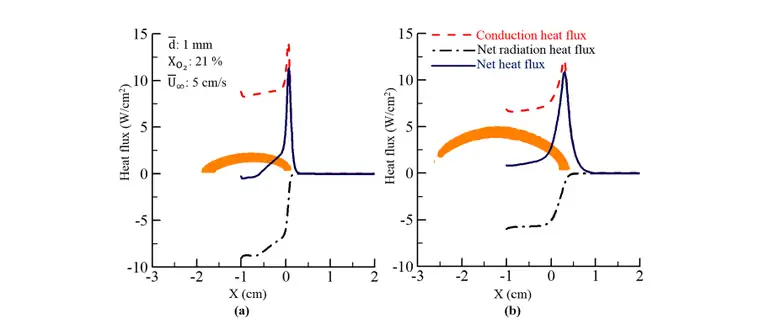 15
10
5
0
-5
-10
-3
-2
-1
0
1
2
Heat flux (W/cm²)
X (cm)
(a)
d̅: 1 mm
X_O₂: 21 %
U̅∞: 5 cm/s
15
10
5
0
-5
-10
-3
-2
-1
0
1
2
Heat flux (W/cm²)
X (cm)
(b)
Conduction heat flux
Net radiation heat flux
Net heat flux